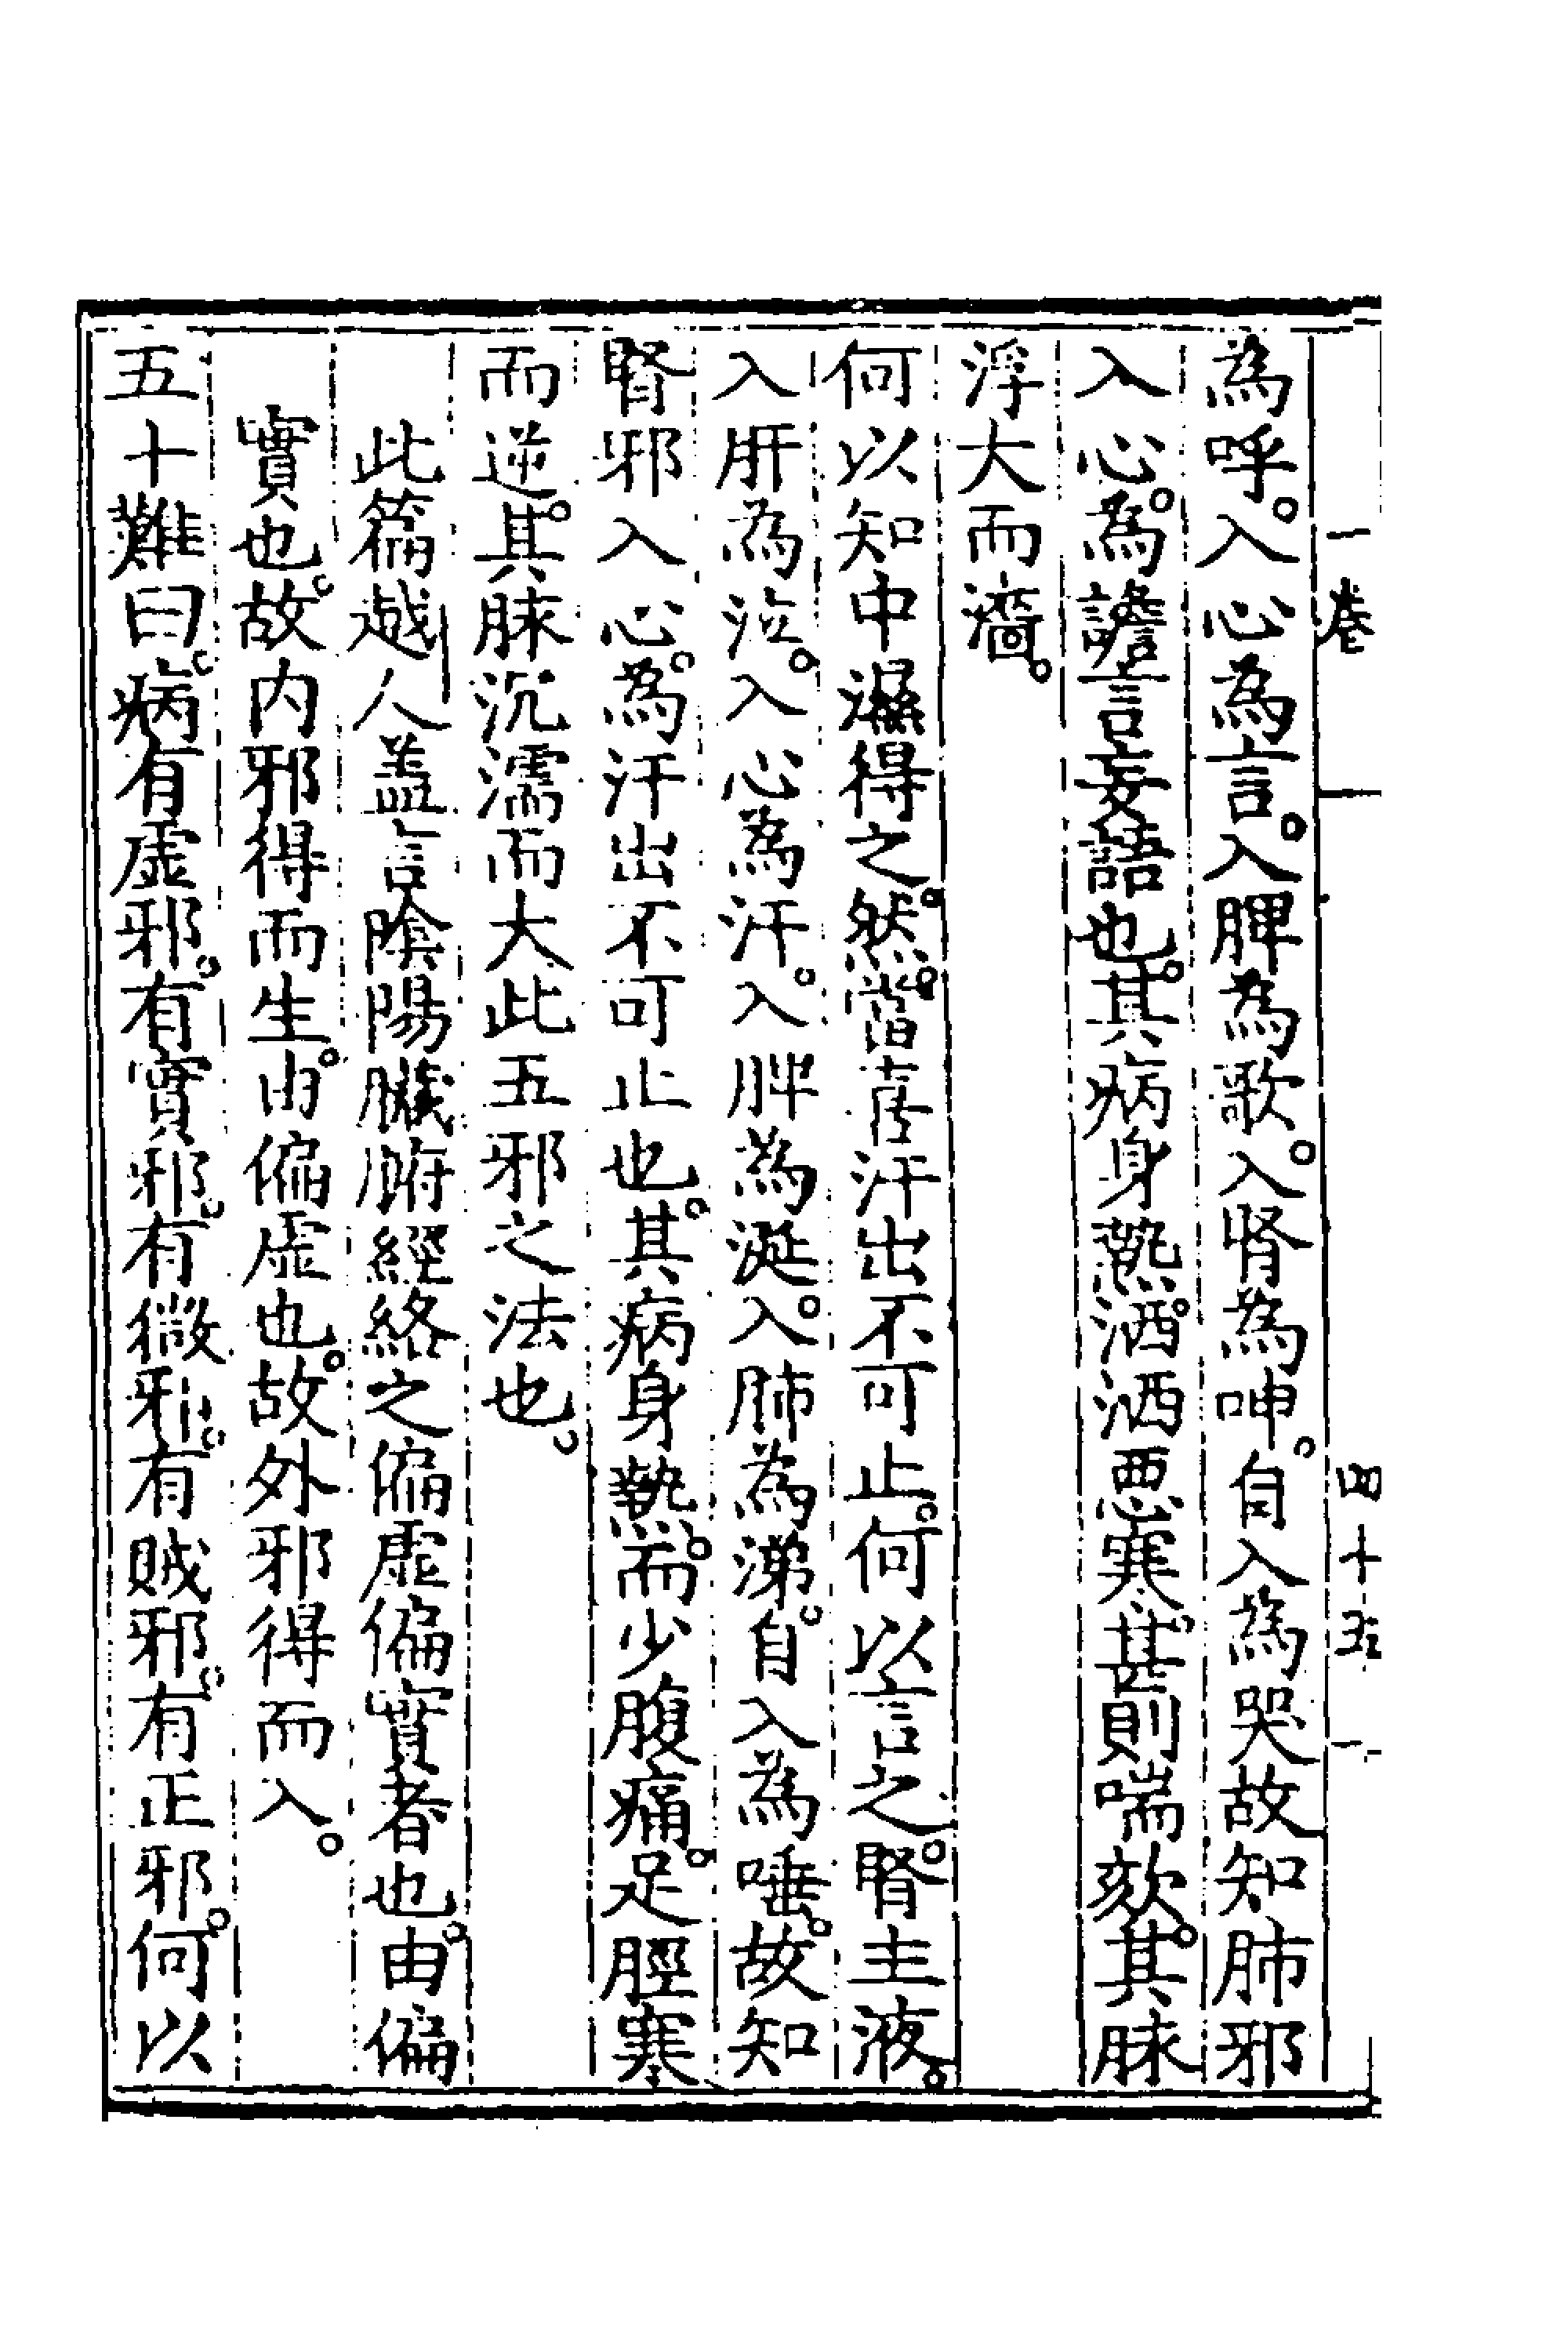 一卷　四十五
為呼。入心為言。入脾為歌。入腎為呻。自入為哭故知肺邪
入心。為譫言妄語也。其病身熱。洒洒惡寒。甚則喘欬。其脉
浮大而濇。
何以知中濕得之。然。當喜汗出不可止。何以言之。腎主液。
入肝為泣。入心為汗。入脾為涎。入肺為涕。自入為唾。故知
腎邪入心。為汗出不可止也。其病身熱。而少腹痛。足脛寒
而逆。其脉沉濡而大此五邪之法也。
此篇越人盖言陰陽臟腑經絡之偏虛偏實者也。由偏
實也。故内邪得而生。由偏虛也。故外邪得而入。
五十難曰。病有虛邪。有實邪。有微邪。有賊邪。有正邪。何以